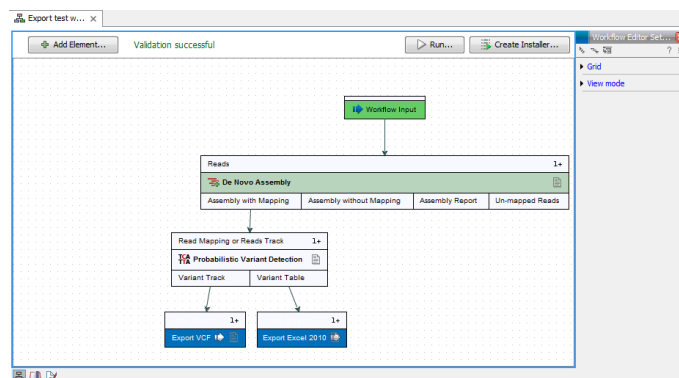 Export test w... x
Add Element...
Validation successful
Run...
Create Installer...
Workflow Editor Set...
?
Grid
View mode
Workflow Input
Reads 1+
De Novo Assembly
Assembly with Mapping Assembly without Mapping Assembly Report Un-mapped Reads
Read Mapping or Reads Track 1+
Probabilistic Variant Detection
Variant Track Variant Table
1+ 1+
Export VCF Export Excel 2010